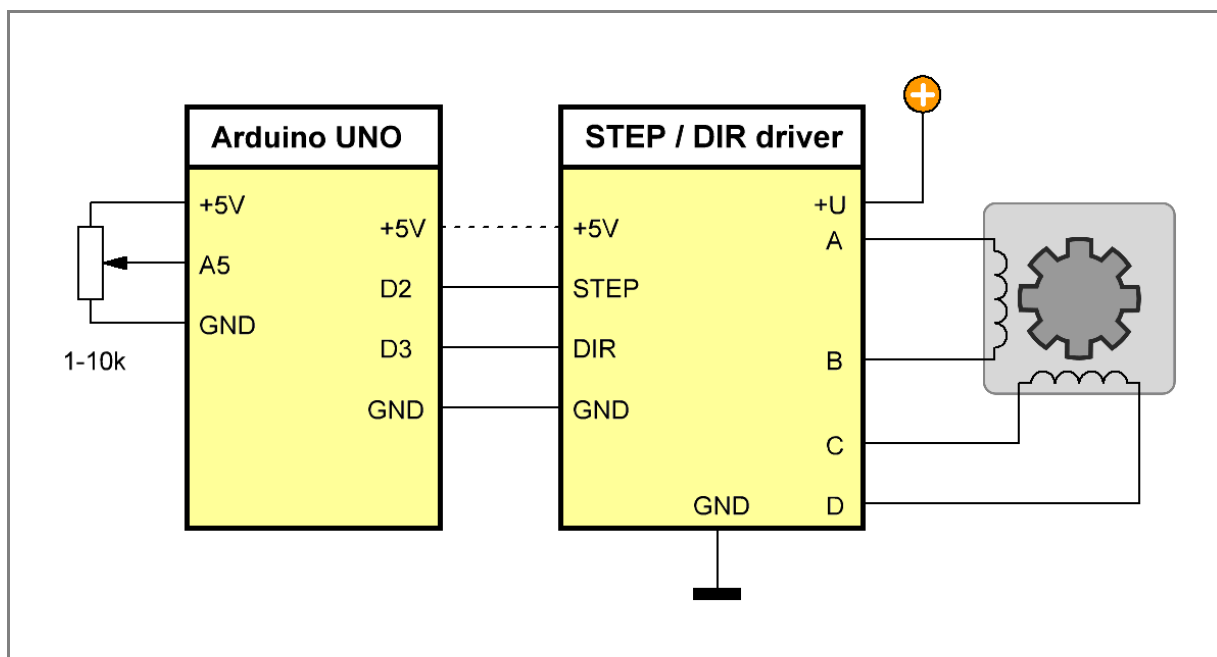 Arduino UNO
STEP / DIR driver
+5V
A5
GND
1-10k
+5V
D2
D3
GND
+5V
STEP
DIR
GND
+U
A
B
C
D
GND